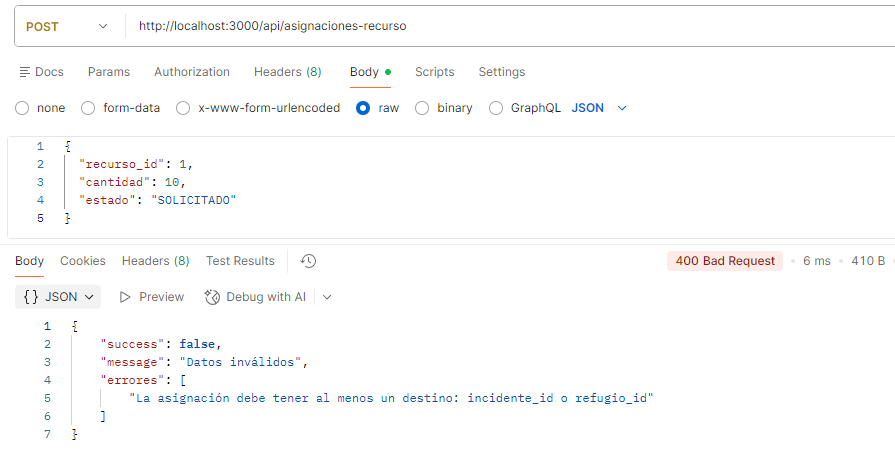 POST http://localhost:3000/api/asignaciones-recurso
Docs Params Authorization Headers (8) Body Scripts Settings
none form-data x-www-form-urlencoded raw binary GraphQL JSON
1 {
2 "recurso_id": 1,
3 "cantidad": 10,
4 "estado": "SOLICITADO"
5 }
Body Cookies Headers (8) Test Results 400 Bad Request 6 ms 410 B
{} JSON Preview Debug with AI
1 {
2 "success": false,
3 "message": "Datos inválidos",
4 "errores": [
5 "La asignación debe tener al menos un destino: incidente_id o refugio_id"
6 ]
7 }